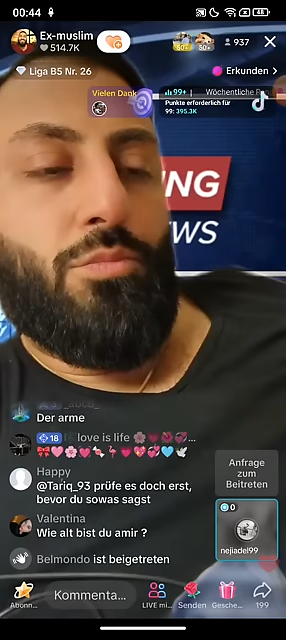 00:44
48
Ex-muslim
514.7K
50+
50+
937
Liga B5 Nr. 26
Erkunden >
Vielen Dank
99+ | Wöchentliche
Punkte erforderlich für
99: 395.3K
NG
EWS
Der arme
18 love is life 🌸❤️🌺💞...
Happy
@Tariq_93 prüfe es doch erst,
bevor du sowas sagst
Valentina
Wie alt bist du amir ?
Belmondo ist beigetreten
Anfrage
zum
Beitreten
0
nejiadel99
Abonn...
Kommenta...
LIVE mi...
Senden
Gesche...
199